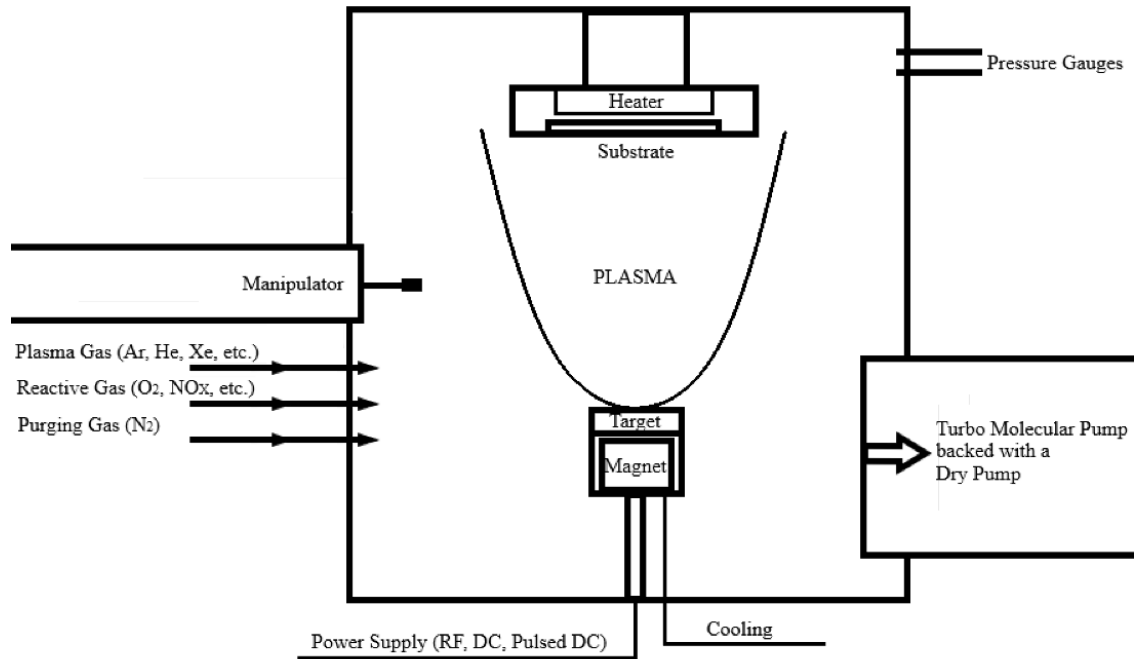 Pressure Gauges
Heater
Substrate
PLASMA
Manipulator
Plasma Gas (Ar, He, Xe, etc.)
Reactive Gas (O2, NOx, etc.)
Purging Gas (N2)
Target
Magnet
Turbo Molecular Pump
backed with a
Dry Pump
Power Supply (RF, DC, Pulsed DC)
Cooling